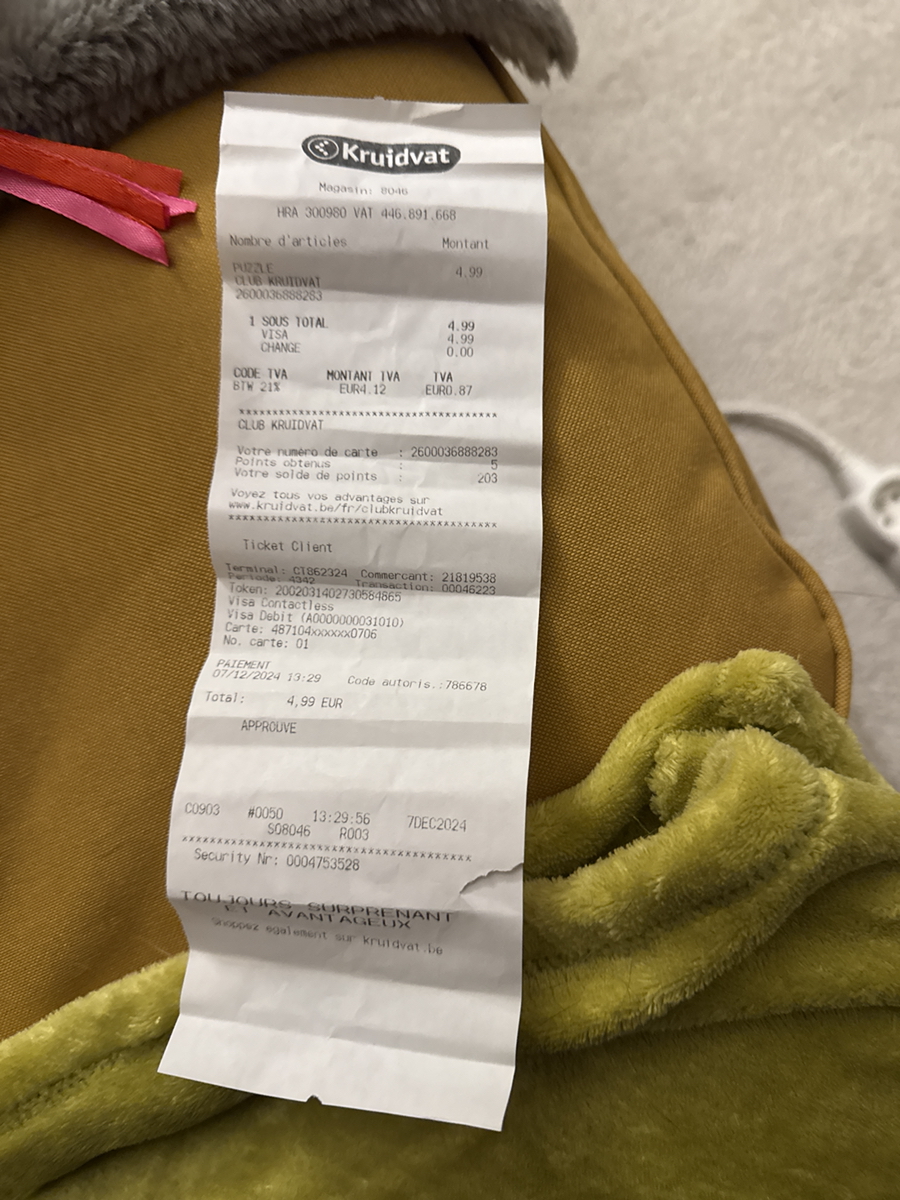 Kruidvat
Magasin: 8046
HRA 300980 VAT 446.891.668
Nombre d'articles Montant
PUZZLE 4.99
CLUB KRUIDVAT
2600036888283
1 SOUS TOTAL 4.99
VISA 4.99
CHANGE 0.00
CODE TVA MONTANT TVA TVA
BTW 21% EUR4.12 EUR0.87
xxxxxxxxxxxxxxxxxxxxxxxxxxxxxxxxxxxxxx
CLUB KRUIDVAT
Votre numéro de carte : 2600036888283
Points obtenus : 5
Votre solde de points : 203
Voyez tous vos advantages sur
www.kruidvat.be/fr/clubkruidvat
xxxxxxxxxxxxxxxxxxxxxxxxxxxxxxxxxxxxxx
Ticket Client
Terminal: CT862324 Commercant: 21819538
Periode: 4342 Transaction: 00046223
Token: 2002031402730584865
Visa Contactless
Visa Debit (A0000000031010)
Carte: 487104xxxxxx0706
No. carte: 01
PAIEMENT
07/12/2024 13:29 Code autoris.:786678
Total: 4,99 EUR
APPROUVE
C0903 #0050 13:29:56 7DEC2024
S08046 R003
xxxxxxxxxxxxxxxxxxxxxxxxxxxxxxxxxxxxxx
Security Nr: 0004753528
TOUJOURS SURPRENANT
ET AVANTAGEUX
Shoppez egalement sur kruidvat.be